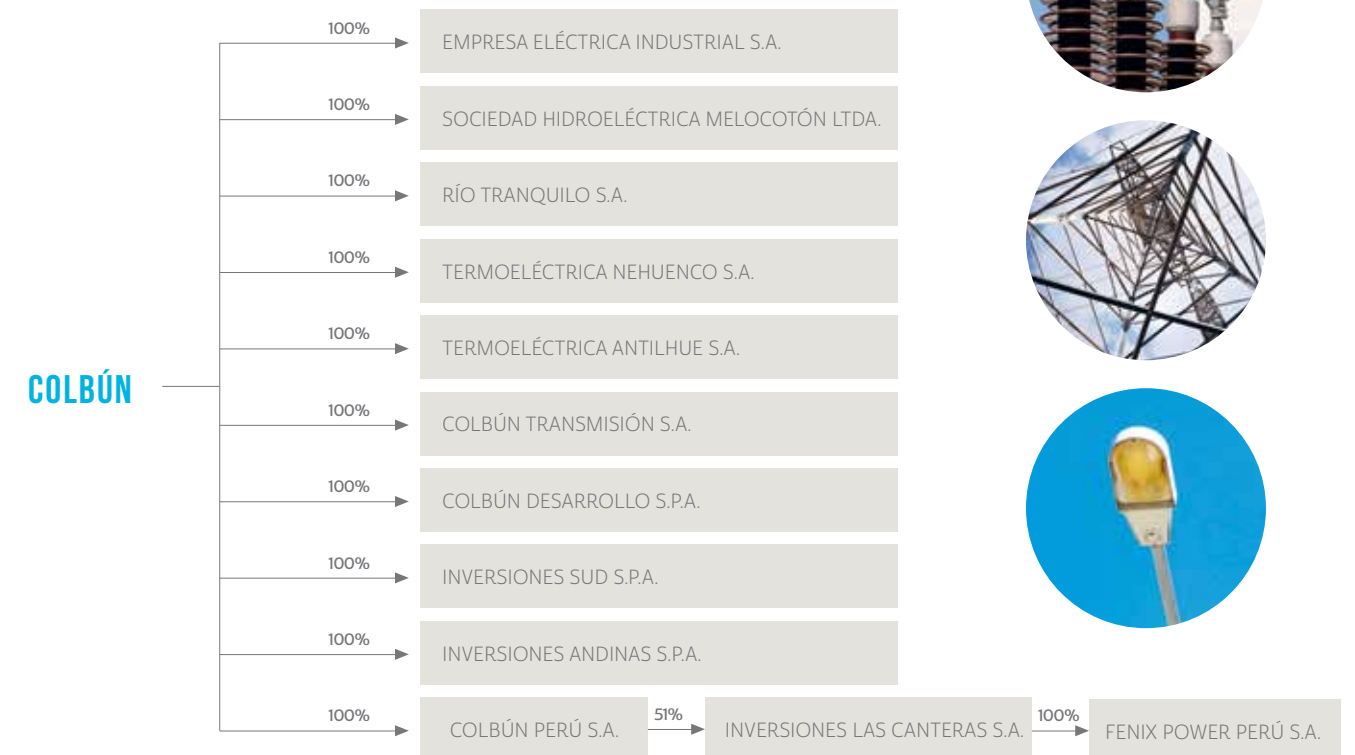 100%
EMPRESA ELÉCTRICA INDUSTRIAL S.A.
100%
SOCIEDAD HIDROELÉCTRICA MELOCOTÓN LTDA.
100%
RÍO TRANQUILO S.A.
100%
TERMOELÉCTRICA NEHUENCO S.A.
100%
TERMOELÉCTRICA ANTILHUE S.A.
COLBÚN
100%
COLBÚN TRANSMISIÓN S.A.
100%
COLBÚN DESARROLLO S.P.A.
100%
INVERSIONES SUD S.P.A.
100%
INVERSIONES ANDINAS S.P.A.
100%
COLBÚN PERÚ S.A.
51%
INVERSIONES LAS CANTERAS S.A.
100%
FENIX POWER PERÚ S.A.